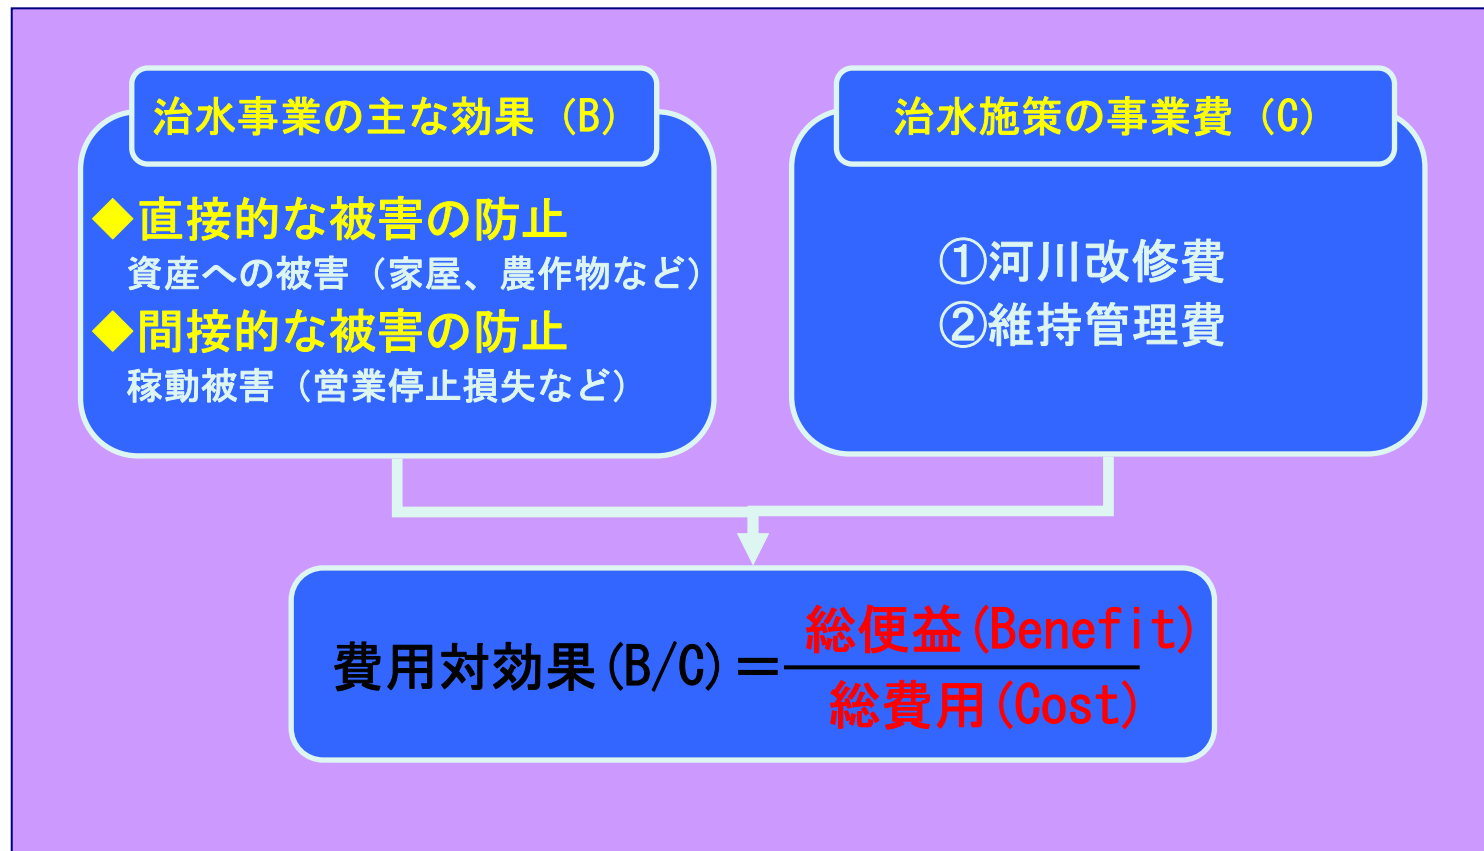 治水事業の主な効果（B）
◆直接的な被害の防止
資産への被害（家屋、農作物など）
◆間接的な被害の防止
稼動被害（営業停止損失など）
治水施策の事業費（C）
①河川改修費
②維持管理費
費用対効果(B/C)＝
総便益(Benefit)
総費用(Cost)